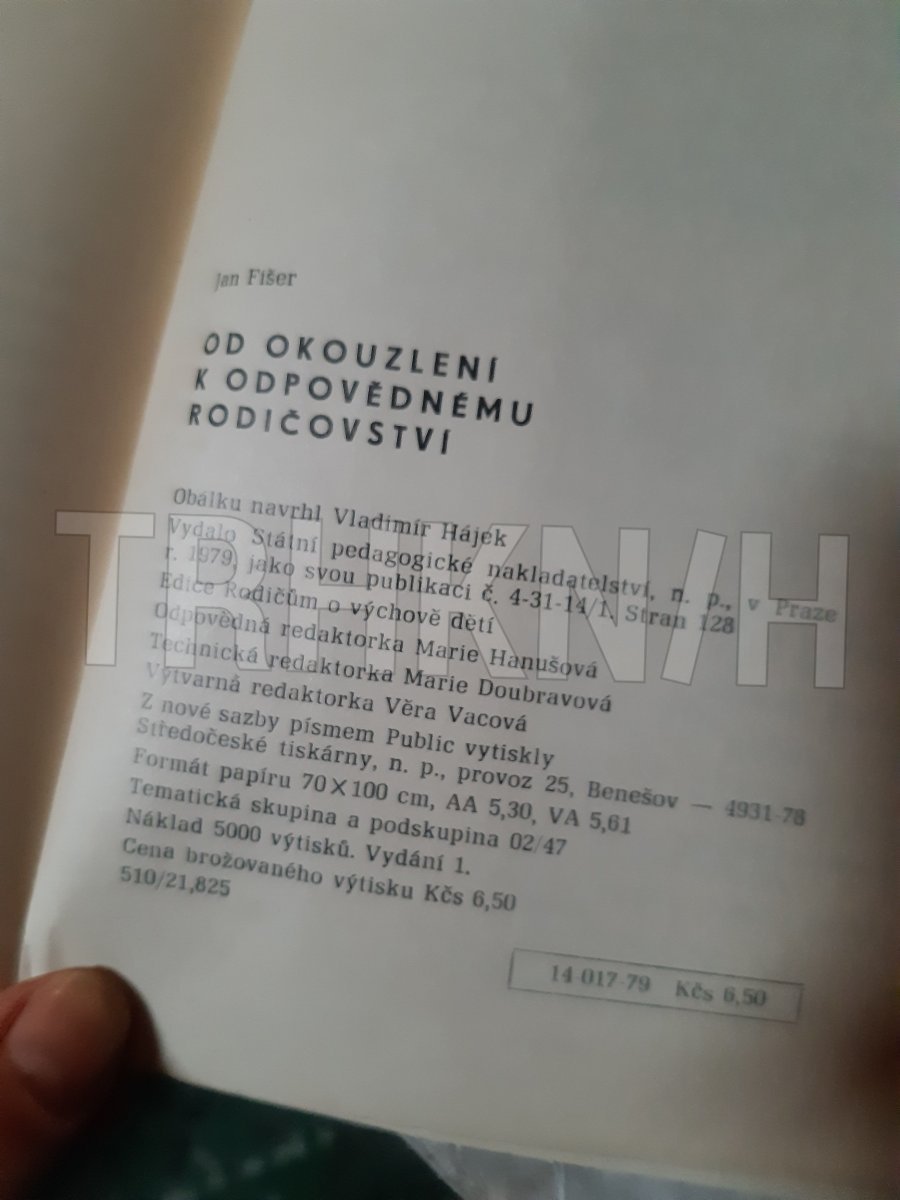 Jan Fišer
OD OKOUZLENÍ
K ODPOVĚDNÉMU
RODIČOVSTVÍ
Obálku navrhl Vladimír Hájek
Vydalo Státní pedagogické nakladatelství, n. p., v Praze
r. 1979, jako svou publikaci č. 4-31-14/1, Stran 128
Edice Rodičům o výchově dětí
Odpovědná redaktorka Marie Hanušová
Technická redaktorka Marie Doubravová
Výtvarná redaktorka Věra Vacová
Z nové sazby písmem Public vytiskly
Středočeské tiskárny, n. p., provoz 25, Benešov — 4931-78
Formát papíru 70×100 cm, AA 5,30, VA 5,61
Tematická skupina a podskupina 02/47
Náklad 5000 výtisků. Vydání 1.
Cena brožovaného výtisku Kčs 6,50
510/21,825
14-017-79 Kčs 6,50
TRHKN/H